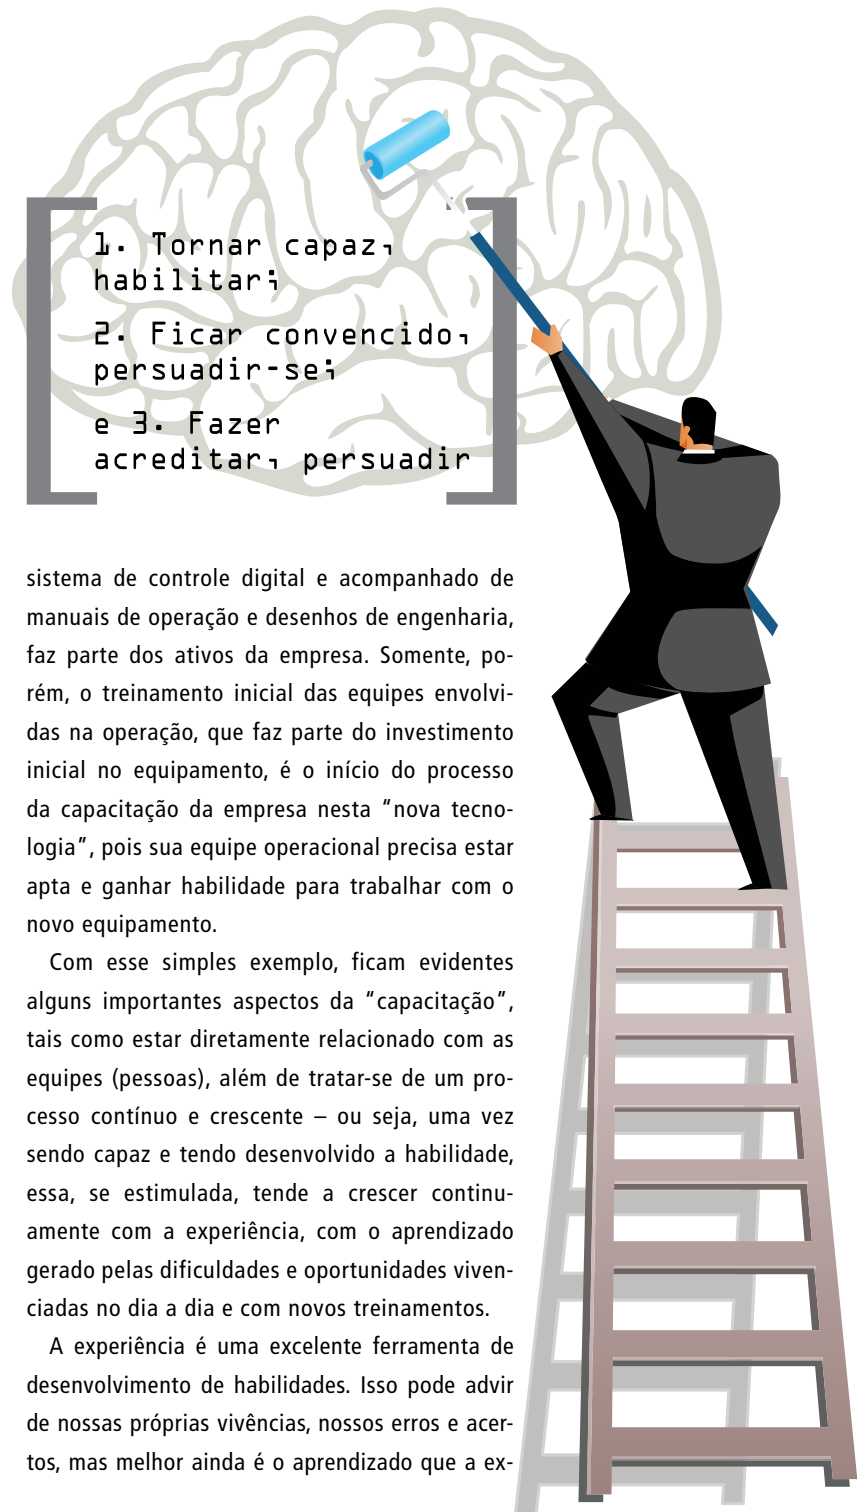 1. Tornar capaz,
habilitar;
2. Ficar convencido,
persuadir-se;
e 3. Fazer
acreditar, persuadir
sistema de controle digital e acompanhado de
manuais de operação e desenhos de engenharia,
faz parte dos ativos da empresa. Somente, po-
rém, o treinamento inicial das equipes envolvi-
das na operação, que faz parte do investimento
inicial no equipamento, é o início do processo
da capacitação da empresa nesta “nova tecno-
logia”, pois sua equipe operacional precisa estar
apta e ganhar habilidade para trabalhar com o
novo equipamento.
Com esse simples exemplo, ficam evidentes
alguns importantes aspectos da “capacitação”,
tais como estar diretamente relacionado com as
equipes (pessoas), além de tratar-se de um pro-
cesso contínuo e crescente – ou seja, uma vez
sendo capaz e tendo desenvolvido a habilidade,
essa, se estimulada, tende a crescer continu-
amente com a experiência, com o aprendizado
gerado pelas dificuldades e oportunidades viven-
ciadas no dia a dia e com novos treinamentos.
A experiência é uma excelente ferramenta de
desenvolvimento de habilidades. Isso pode advir
de nossas próprias vivências, nossos erros e acer-
tos, mas melhor ainda é o aprendizado que a ex-